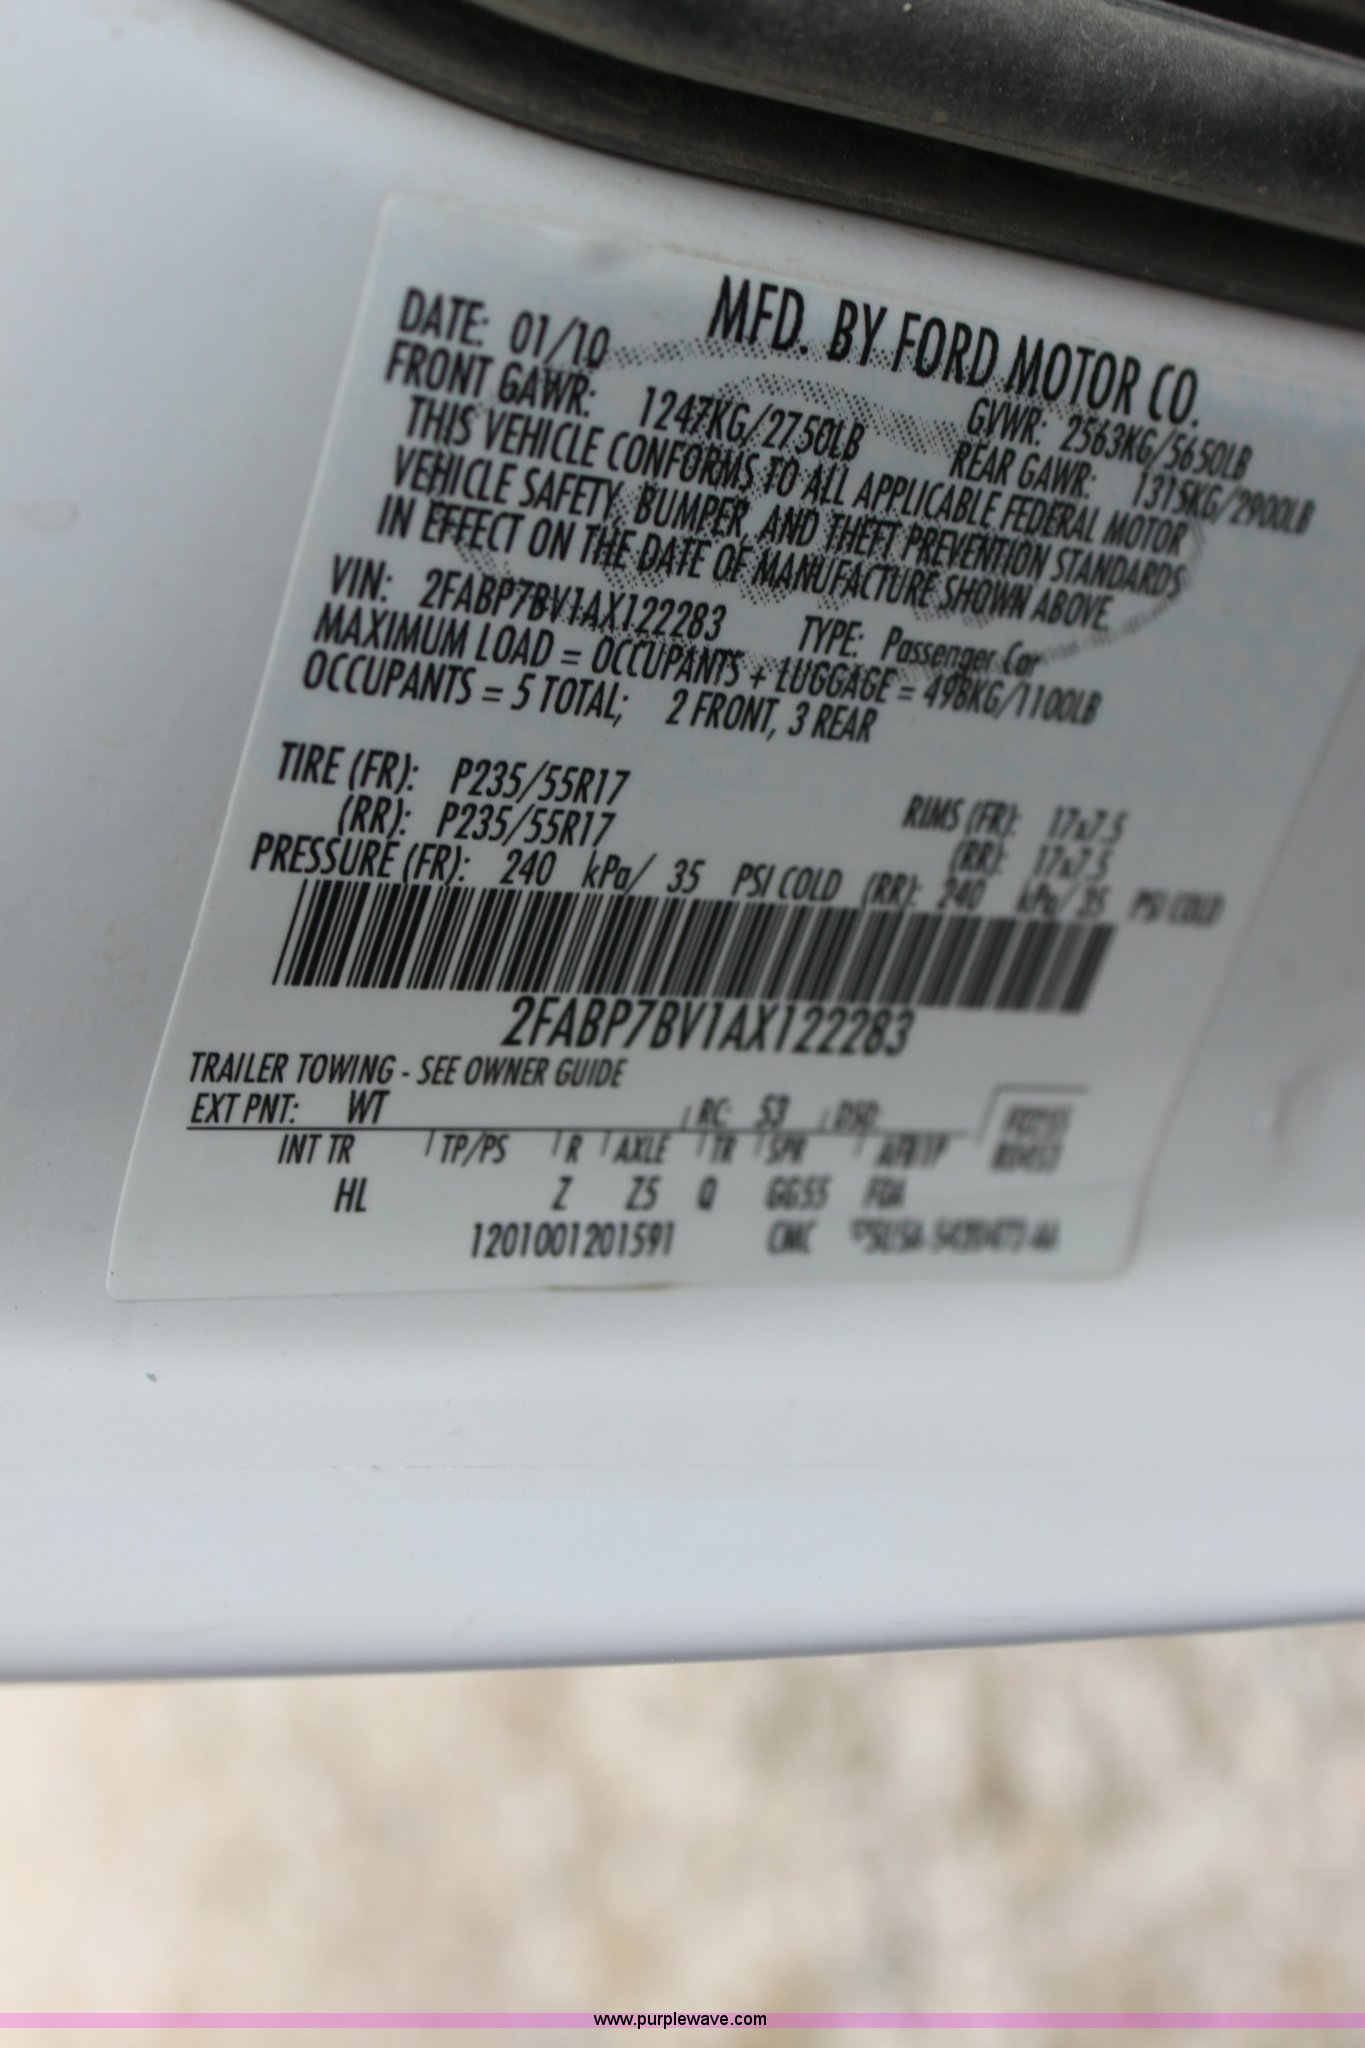 MFD. BY FORD MOTOR CO.
DATE: 01/10 GVWR: 2563KG/5650LB
FRONT GAWR: 1247KG/2750LB REAR GAWR: 1315KG/2900LB
THIS VEHICLE CONFORMS TO ALL APPLICABLE FEDERAL MOTOR
VEHICLE SAFETY, BUMPER, AND THEFT PREVENTION STANDARDS
IN EFFECT ON THE DATE OF MANUFACTURE SHOWN ABOVE.
VIN: 2FABP7BV1AX122283 TYPE: Passenger Car
MAXIMUM LOAD = OCCUPANTS + LUGGAGE = 498KG/1100LB
OCCUPANTS = 5 TOTAL; 2 FRONT, 3 REAR
TIRE (FR): P235/55R17 RIMS (FR): 17x7.5
(RR): P235/55R17 (RR): 17x7.5
PRESSURE (FR): 240 kPa/ 35 PSI COLD (RR): 240 kPa/ 35 PSI COLD
2FABP7BV1AX122283
TRAILER TOWING - SEE OWNER GUIDE
EXT PNT: WT RC: 53 DSO:
INT TR TP/PS R AXLE TR SPR
HL Z Z5 Q GG55
1201001201591 CMC
www.purplewave.com